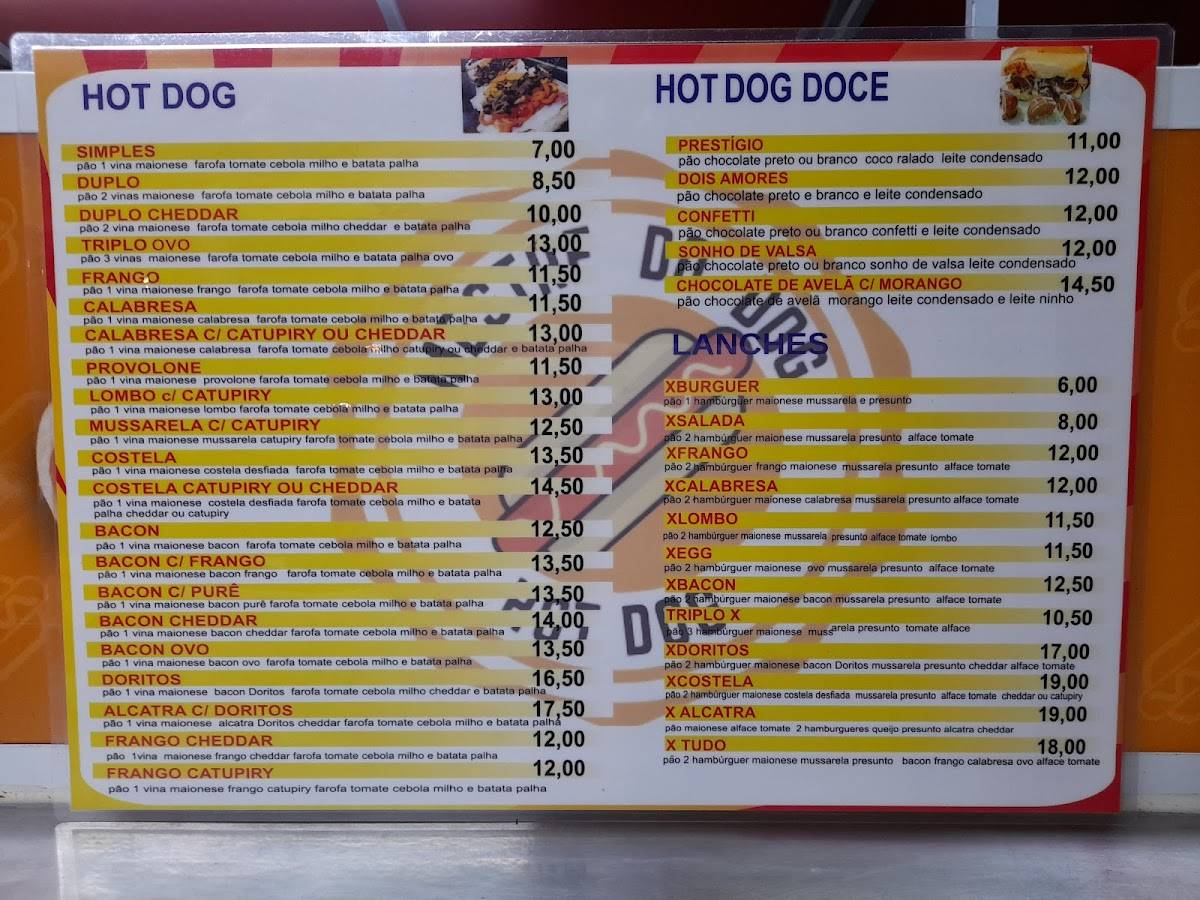 HOT DOG
SIMPLES 7,00
pão 1 vina maionese farofa tomate cebola milho e batata palha
DUPLO 8,50
pão 2 vinas maionese farofa tomate cebola milho e batata palha
DUPLO CHEDDAR 10,00
pão 2 vina maionese farofa tomate cebola milho cheddar e batata palha
TRIPLO OVO 13,00
pão 3 vinas maionese farofa tomate cebola milho e batata palha ovo
FRANGO 11,50
pão 1 vina maionese frango farofa tomate cebola milho e batata palha
CALABRESA 11,50
pão 1 vina maionese calabresa farofa tomate cebola milho e batata palha
CALABRESA C/ CATUPIRY OU CHEDDAR 13,00
pão 1 vina maionese calabresa farofa tomate cebola milho catupiry ou cheddar e batata palha
PROVOLONE 11,50
pão 1 vina maionese provolone farofa tomate cebola milho e batata palha
LOMBO c/ CATUPIRY 13,00
pão 1 vina maionese lombo farofa tomate cebola milho e batata palha
MUSSARELA C/ CATUPIRY 12,50
pão 1 vina maionese mussarela catupiry farofa tomate cebola milho e batata palha
COSTELA 13,50
pão 1 vina maionese costela desfiada farofa tomate cebola milho e batata palha
COSTELA CATUPIRY OU CHEDDAR 14,50
pão 1 vina maionese costela desfiada farofa tomate cebola milho e batata
palha cheddar ou catupiry
BACON 12,50
pão 1 vina maionese bacon farofa tomate cebola milho e batata palha
BACON C/ FRANGO 13,50
pão 1 vina maionese bacon frango farofa tomate cebola milho e batata palha
BACON C/ PURÊ 13,50
pão 1 vina maionese bacon purê farofa tomate cebola milho e batata palha
BACON CHEDDAR 14,00
pão 1 vina maionese bacon cheddar farofa tomate cebola milho e batata palha
BACON OVO 13,50
pão 1 vina maionese bacon ovo farofa tomate cebola milho e batata palha
DORITOS 16,50
pão 1 vina maionese bacon Doritos farofa tomate cebola milho cheddar e batata palha
ALCATRA C/ DORITOS 17,50
pão 1 vina maionese alcatra Doritos cheddar farofa tomate cebola milho e batata palha
FRANGO CHEDDAR 12,00
pão 1vina maionese frango cheddar farofa tomate cebola milho e batata palha
FRANGO CATUPIRY 12,00
pão 1 vina maionese frango catupiry farofa tomate cebola milho e batata palha
HOT DOG DOCE
PRESTÍGIO 11,00
pão chocolate preto ou branco coco ralado leite condensado
DOIS AMORES 12,00
pão chocolate preto e branco e leite condensado
CONFETTI 12,00
pão chocolate preto ou branco confetti e leite condensado
SONHO DE VALSA 12,00
pão chocolate preto ou branco sonho de valsa leite condensado
CHOCOLATE DE AVELÃ C/ MORANGO 14,50
pão chocolate de avelã morango leite condensado e leite ninho
LANCHES
XBURGUER 6,00
pão 1 hambúrguer maionese mussarela e presunto
XSALADA 8,00
pão 2 hambúrguer maionese mussarela presunto alface tomate
XFRANGO 12,00
pão 2 hambúrguer frango maionese mussarela presunto alface tomate
XCALABRESA 12,00
pão 2 hambúrguer maionese calabresa mussarela presunto alface tomate
XLOMBO 11,50
pão 2 hambúrguer maionese mussarela presunto alface tomate lombo
XEGG 11,50
pão 2 hambúrguer maionese ovo mussarela presunto alface tomate
XBACON 12,50
pão 2 hambúrguer maionese bacon mussarela presunto alface tomate
TRIPLO X 10,50
pão 3 hambúrguer maionese mussarela presunto tomate alface
XDORITOS 17,00
pão 2 hambúrguer maionese bacon Doritos mussarela presunto cheddar alface tomate
XCOSTELA 19,00
pão 2 hambúrguer maionese costela desfiada mussarela presunto alface tomate cheddar ou catupiry
X ALCATRA 19,00
pão maionese alface tomate 2 hamburgueres queijo presunto alcatra cheddar
X TUDO 18,00
pão 2 hambúrguer maionese mussarela presunto bacon frango calabresa ovo alface tomate
DOG
HOT DOG